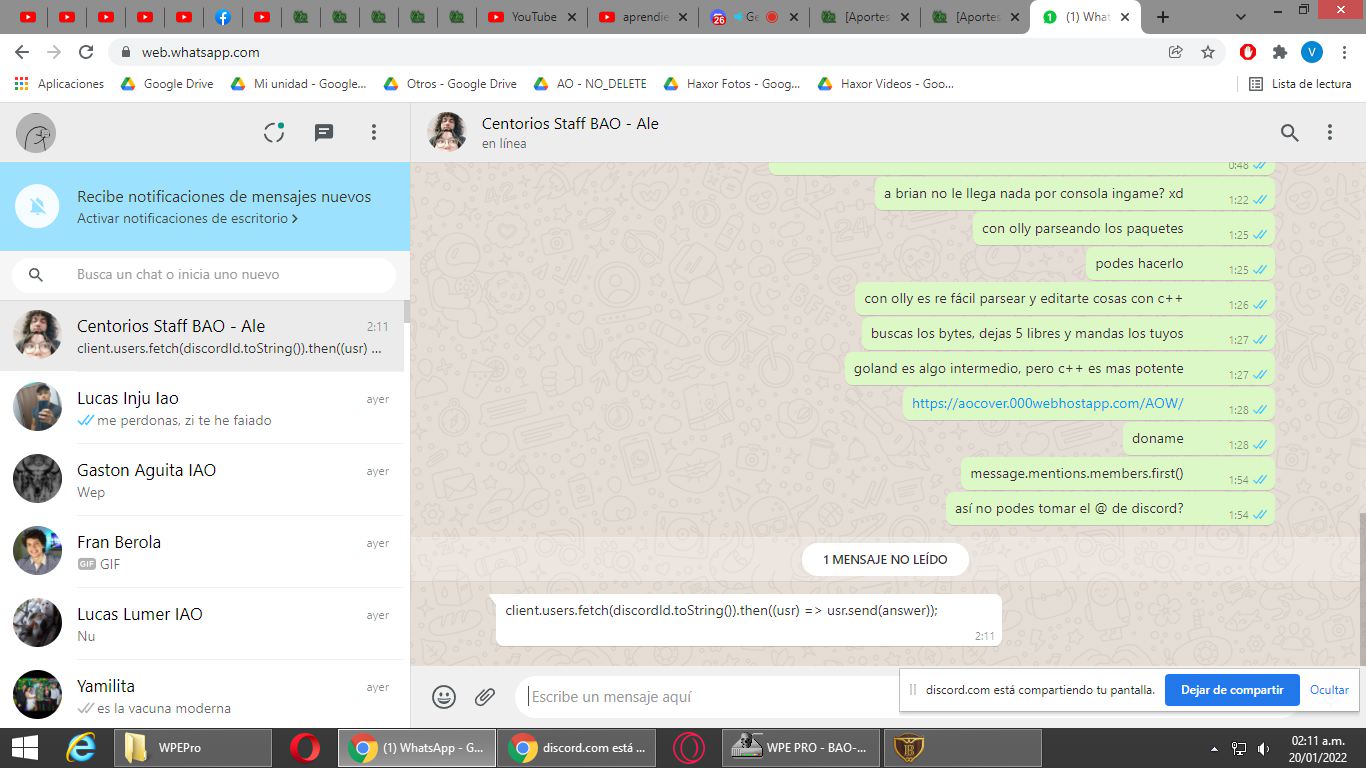 YouTube
aprendie
26
Ge
[Aportes
[Aportes
1
(1) What
web.whatsapp.com
V
Aplicaciones
Google Drive
Mi unidad - Google...
Otros - Google Drive
AO - NO_DELETE
Haxor Fotos - Goog...
Haxor Videos - Goo...
Lista de lectura
Centorios Staff BAO - Ale
en línea
Recibe notificaciones de mensajes nuevos
Activar notificaciones de escritorio >
Busca un chat o inicia uno nuevo
Centorios Staff BAO - Ale
2:11
client.users.fetch(discordId.toString()).then((usr) ...
Lucas Inju Iao
ayer
me perdonas, zi te he faiado
Gaston Aguita IAO
ayer
Wep
Fran Berola
ayer
GIF GIF
Lucas Lumer IAO
ayer
Nu
Yamilita
ayer
es la vacuna moderna
0:48
a brian no le llega nada por consola ingame? xd
1:22
con olly parseando los paquetes
1:25
podes hacerlo
1:25
con olly es re fácil parsear y editarte cosas con c++
1:26
buscas los bytes, dejas 5 libres y mandas los tuyos
1:27
goland es algo intermedio, pero c++ es mas potente
1:27
https://aocover.000webhostapp.com/AOW/
1:28
doname
1:28
message.mentions.members.first()
1:54
así no podes tomar el @ de discord?
1:54
1 MENSAJE NO LEÍDO
client.users.fetch(discordId.toString()).then((usr) => usr.send(answer));
2:11
Escribe un mensaje aquí
discord.com está compartiendo tu pantalla.
Dejar de compartir
Ocultar
WPEPro
(1) WhatsApp - G...
discord.com está ...
WPE PRO - BAO-...
02:11 a.m.
20/01/2022